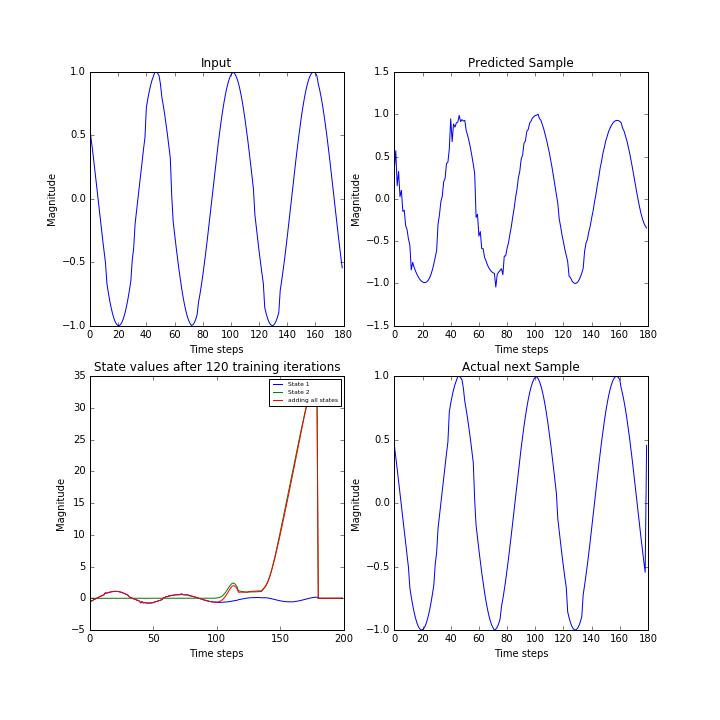 Input
1.0
0.5
0.0
−0.5
−1.0
Magnitude
0 20 40 60 80 100 120 140 160 180
Time steps
Predicted Sample
1.5
1.0
0.5
0.0
−0.5
−1.0
−1.5
Magnitude
0 20 40 60 80 100 120 140 160 180
Time steps
State values after 120 training iterations
35
30
25
20
15
10
5
0
−5
Magnitude
State 1
State 2
adding all states
0 50 100 150 200
Time steps
Actual next Sample
1.0
0.5
0.0
−0.5
−1.0
Magnitude
0 20 40 60 80 100 120 140 160 180
Time steps